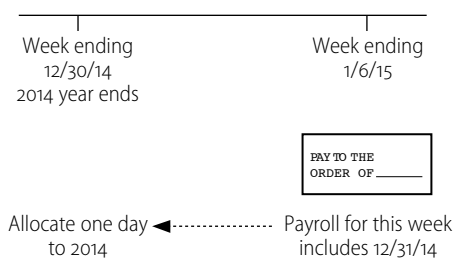 Week ending
12/30/14
2014 year ends
Week ending
1/6/15
PAY TO THE
ORDER OF
Allocate one day
to 2014
Payroll for this week
includes 12/31/14